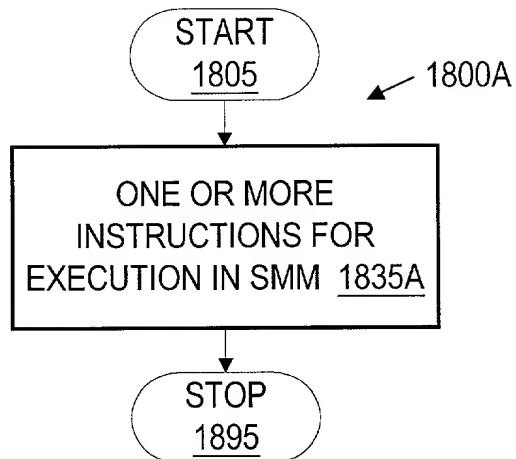 START
1805
1800A
ONE OR MORE
INSTRUCTIONS FOR
EXECUTION IN SMM 1835A
STOP
1895